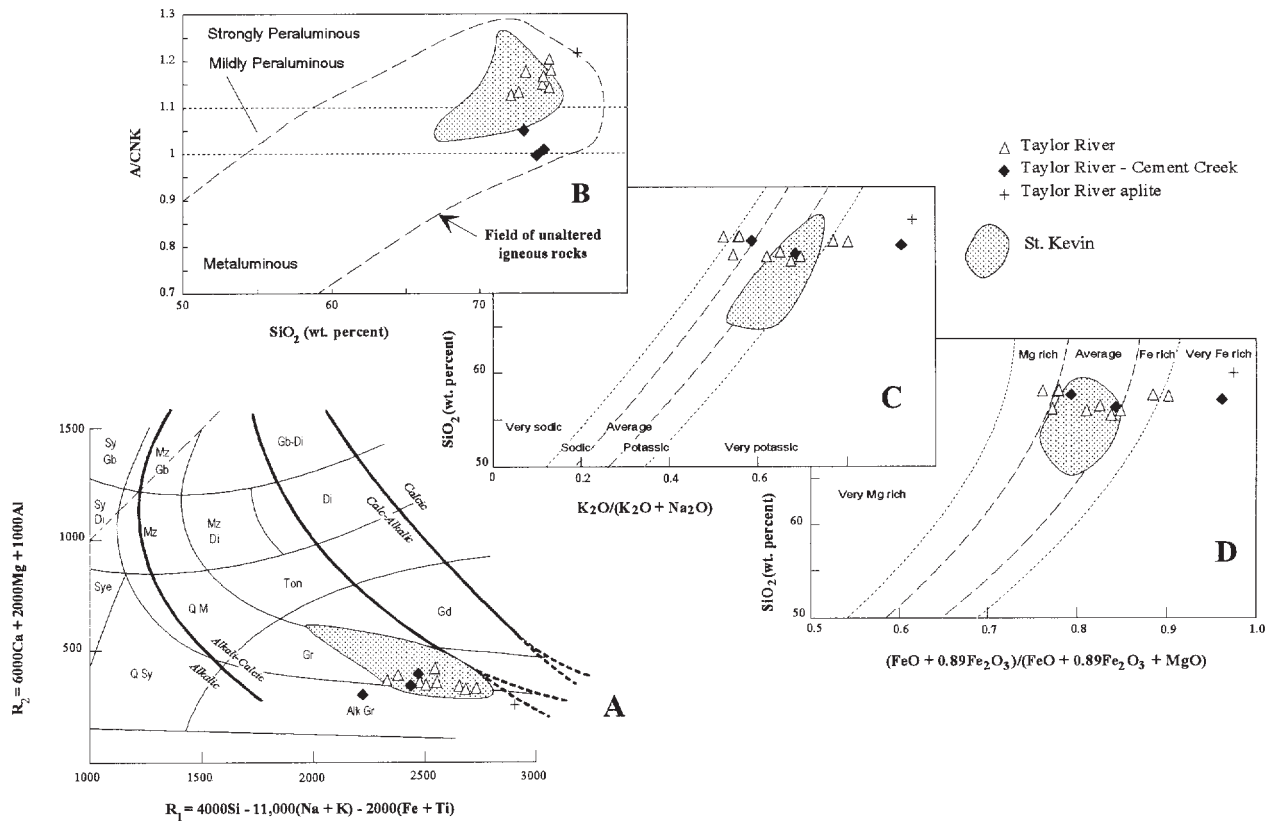 1.3
1.2
1.1
1
0.9
0.8
0.7
A/CNK
Strongly Peraluminous
Mildly Peraluminous
Metaluminous
Field of unaltered
igneous rocks
B
50
60
70
SiO2 (wt. percent)
Taylor River
Taylor River - Cement Creek
Taylor River aplite
St. Kevin
70
60
50
SiO2 (wt. percent)
Very sodic
Sodic
Average
Potassic
Very potassic
C
0
0.2
0.4
0.6
0.8
K2O/(K2O + Na2O)
Mg rich
Average
Fe rich
Very Fe rich
Very Mg rich
D
70
60
50
SiO2 (wt. percent)
0.5
0.6
0.7
0.8
0.9
1.0
(FeO + 0.89Fe2O3)/(FeO + 0.89Fe2O3 + MgO)
1500
1000
500
R2 = 6000Ca + 2000Mg + 1000Al
Sy
Gb
Mz
Gb
Gb-Di
Sy
Di
Mz
Mz
Di
Di
Calcic
Calc-Alkalic
Sye
Q M
Ton
Gd
Alkali-Calcic
Alkalic
Gr
Q Sy
Alk Gr
A
1000
1500
2000
2500
3000
R1 = 4000Si - 11,000(Na + K) - 2000(Fe + Ti)